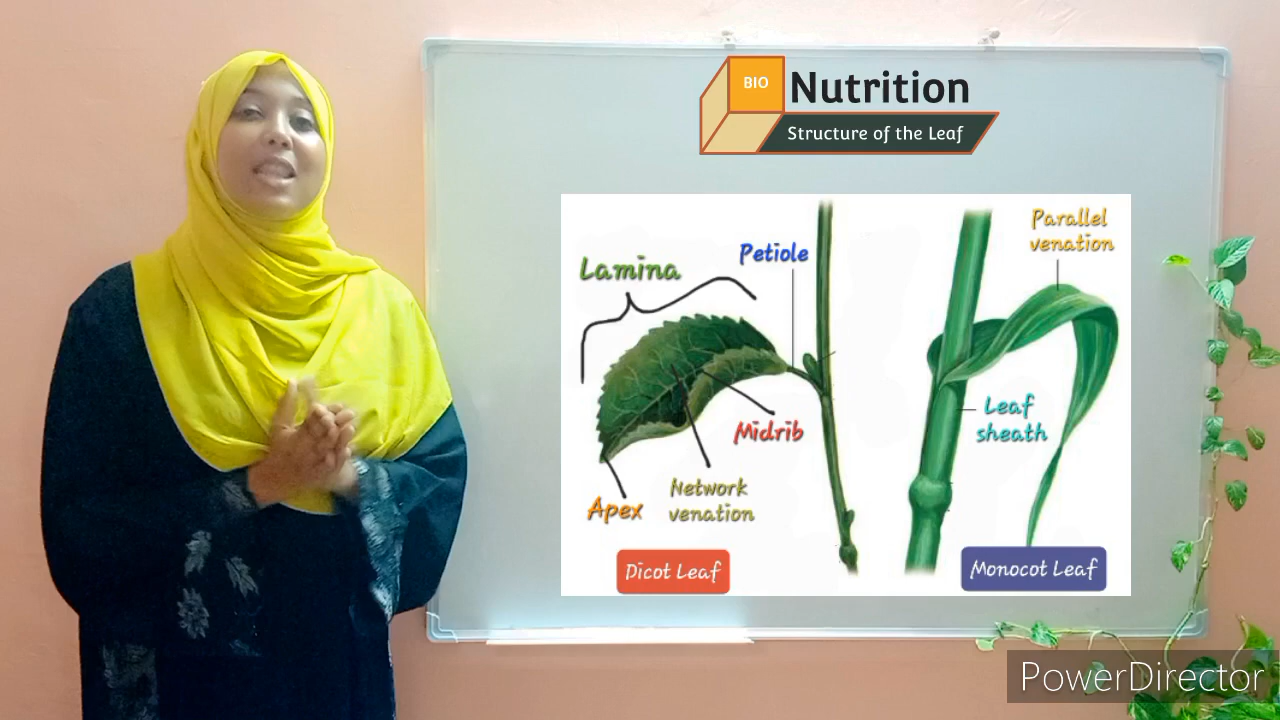 BIO
Nutrition
Structure of the Leaf
Parallel
venation
Petiole
Lamina
Leaf
sheath
Midrib
Network
venation
Apex
Dicot Leaf
Monocot Leaf
PowerDirector